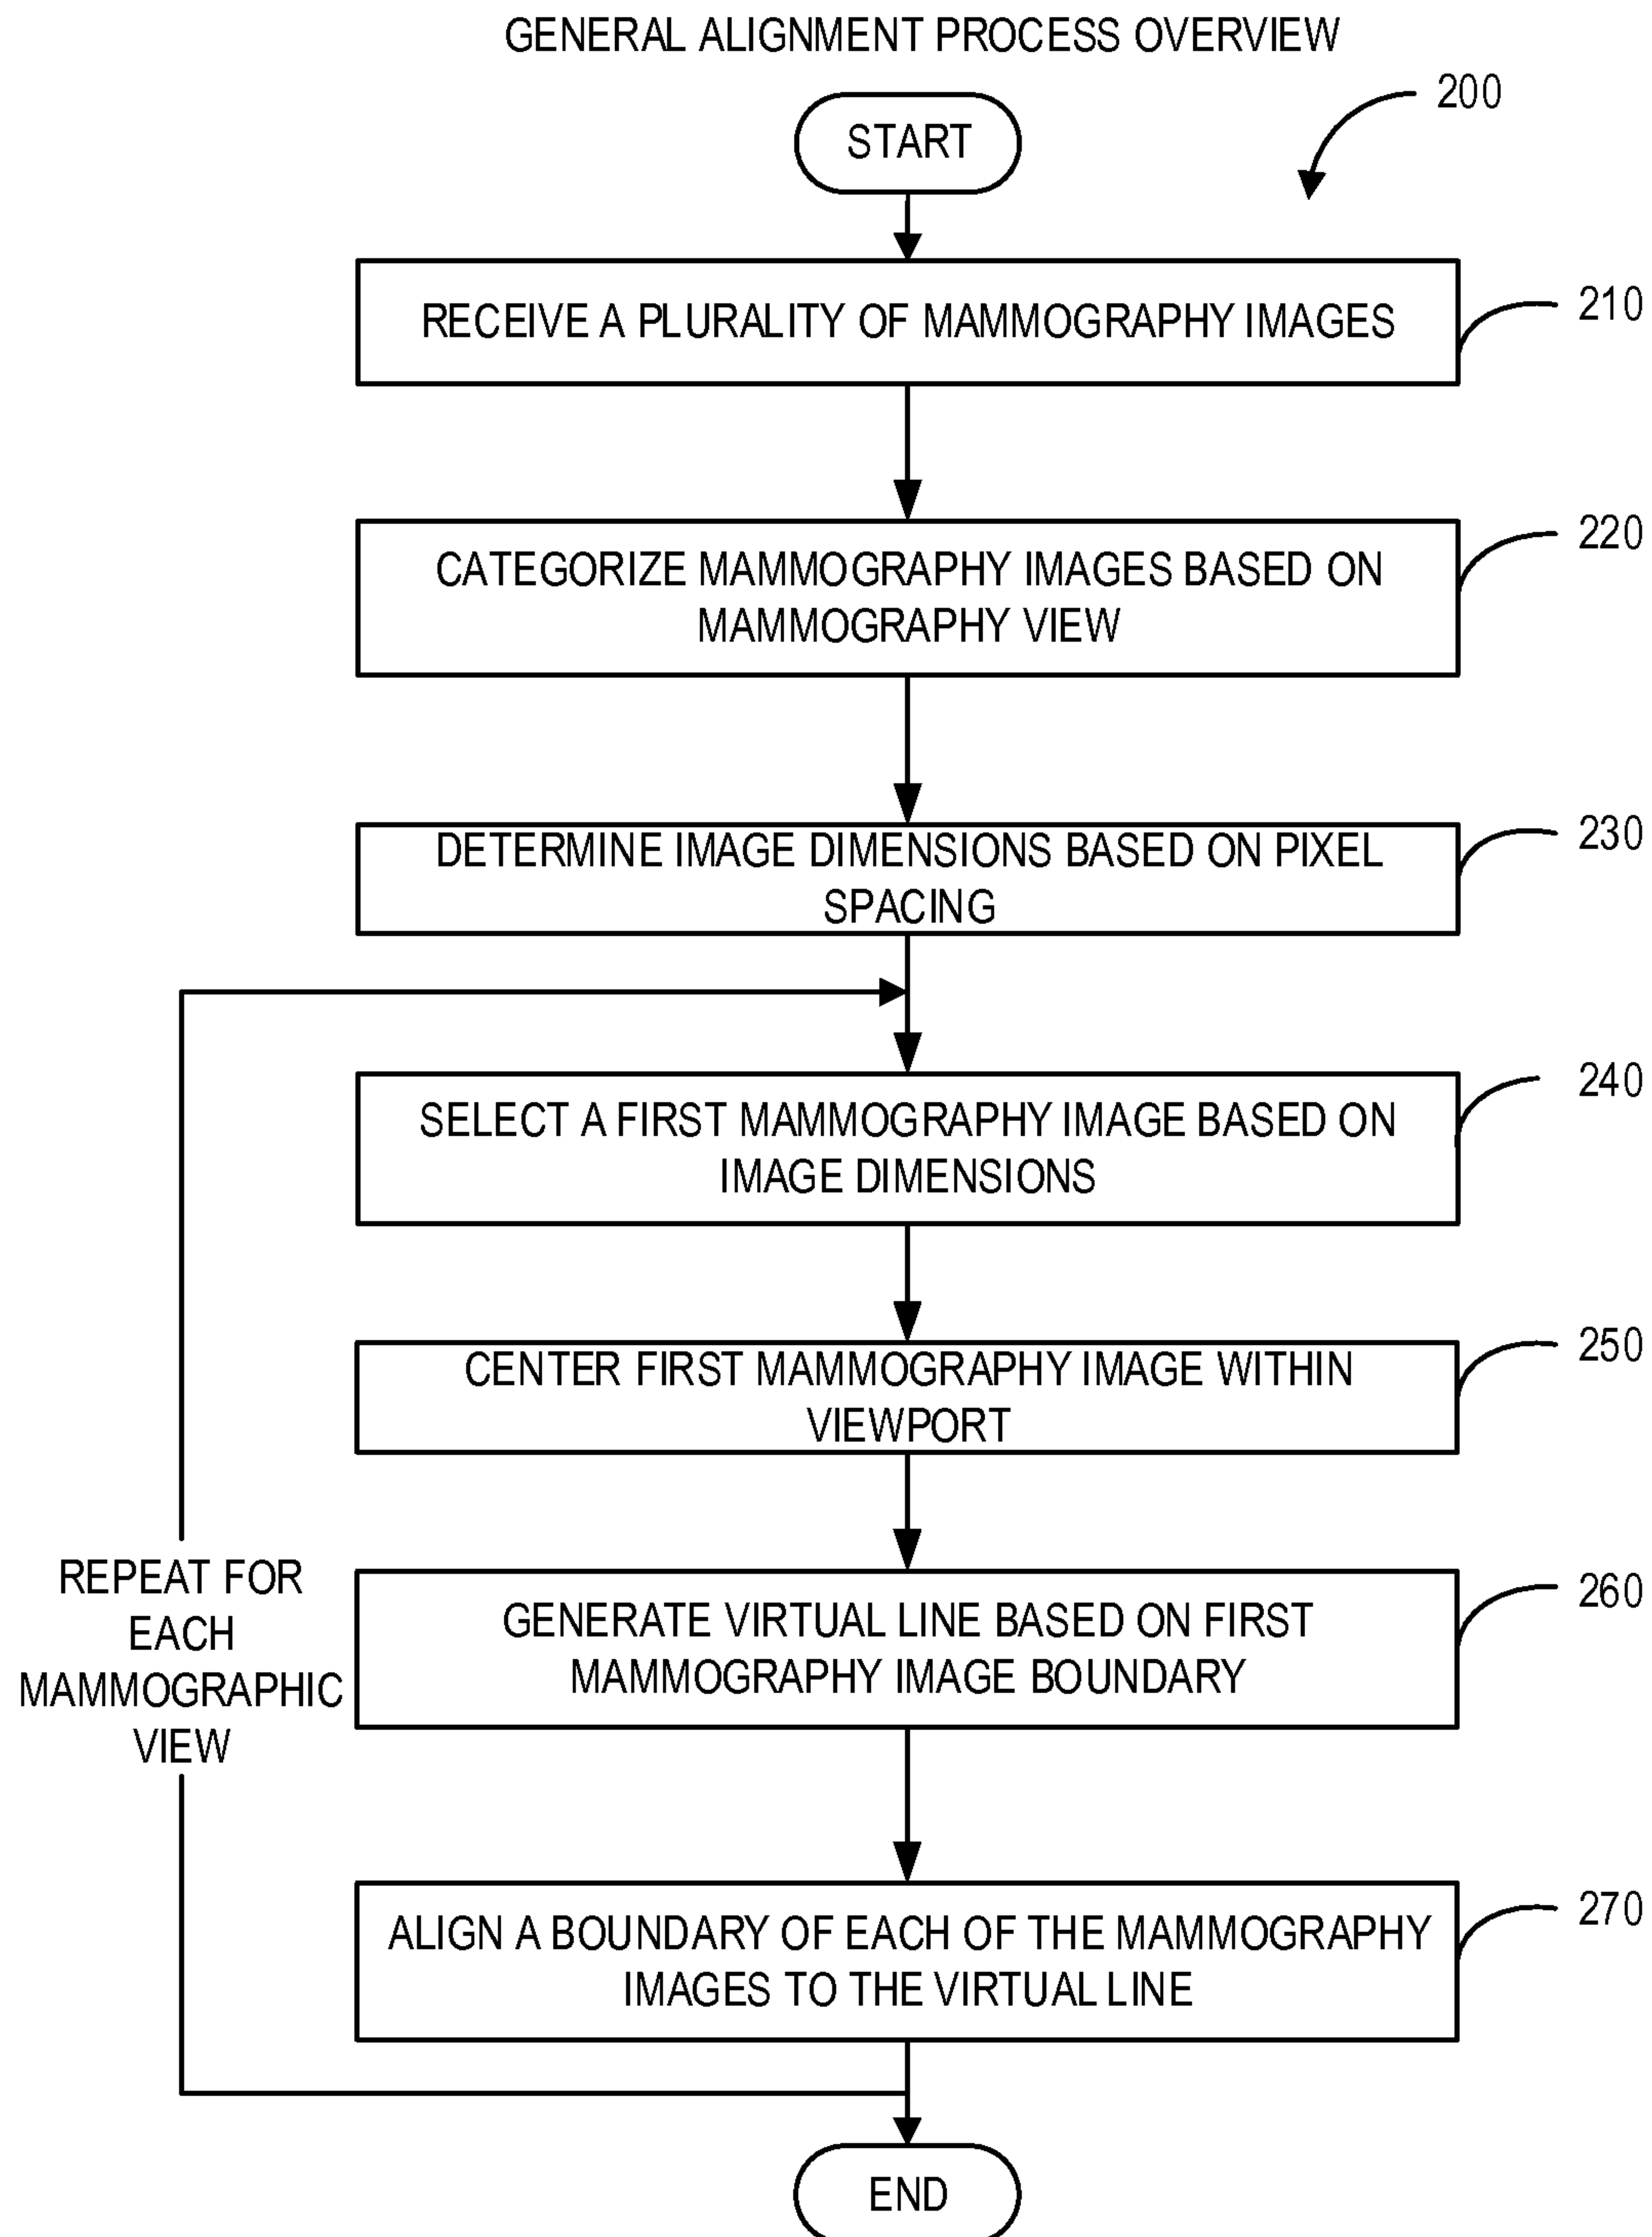 GENERAL ALIGNMENT PROCESS OVERVIEW
200
START
RECEIVE A PLURALITY OF MAMMOGRAPHY IMAGES
210
CATEGORIZE MAMMOGRAPHY IMAGES BASED ON
MAMMOGRAPHY VIEW
220
DETERMINE IMAGE DIMENSIONS BASED ON PIXEL
SPACING
230
SELECT A FIRST MAMMOGRAPHY IMAGE BASED ON
IMAGE DIMENSIONS
240
CENTER FIRST MAMMOGRAPHY IMAGE WITHIN
VIEWPORT
250
REPEAT FOR
EACH
MAMMOGRAPHIC
VIEW
GENERATE VIRTUAL LINE BASED ON FIRST
MAMMOGRAPHY IMAGE BOUNDARY
260
ALIGN A BOUNDARY OF EACH OF THE MAMMOGRAPHY
IMAGES TO THE VIRTUAL LINE
270
END